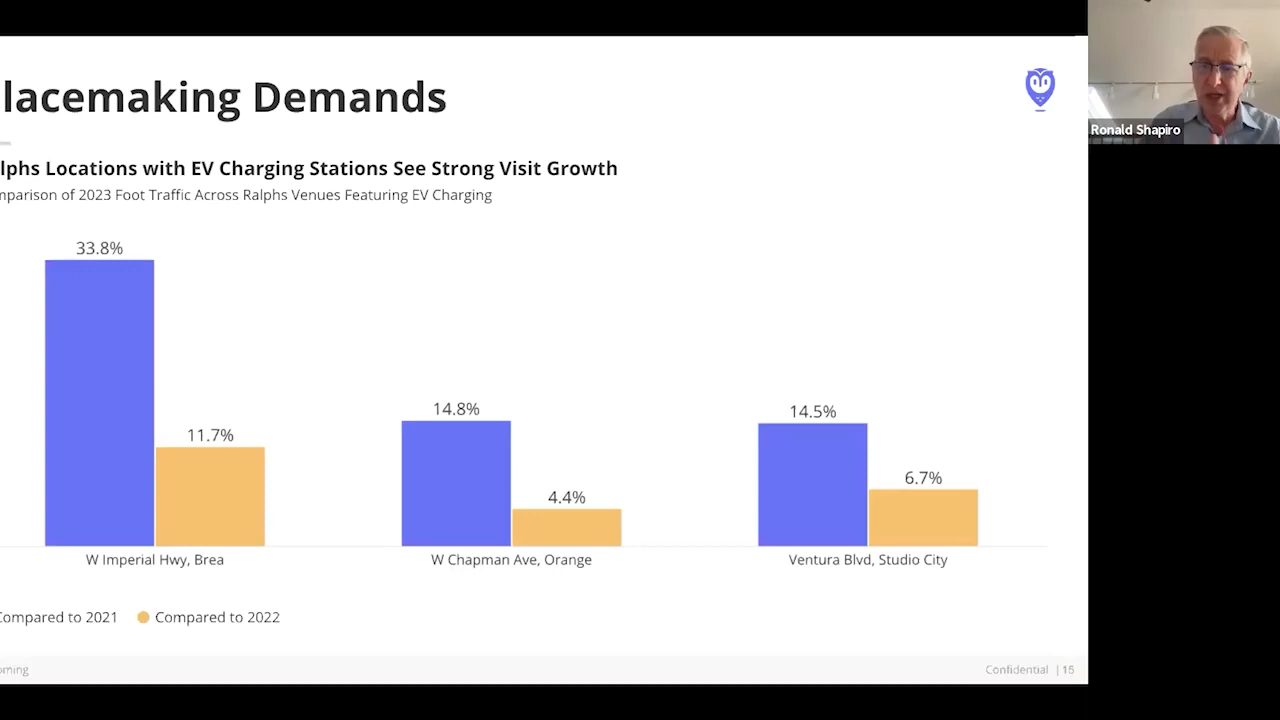 lacemaking Demands
Ronald Shapiro
lphs Locations with EV Charging Stations See Strong Visit Growth
mparison of 2023 Foot Traffic Across Ralphs Venues Featuring EV Charging
33.8%
11.7%
14.8%
4.4%
14.5%
6.7%
W Imperial Hwy, Brea
W Chapman Ave, Orange
Ventura Blvd, Studio City
Compared to 2021
Compared to 2022
oming
Confidential | 15